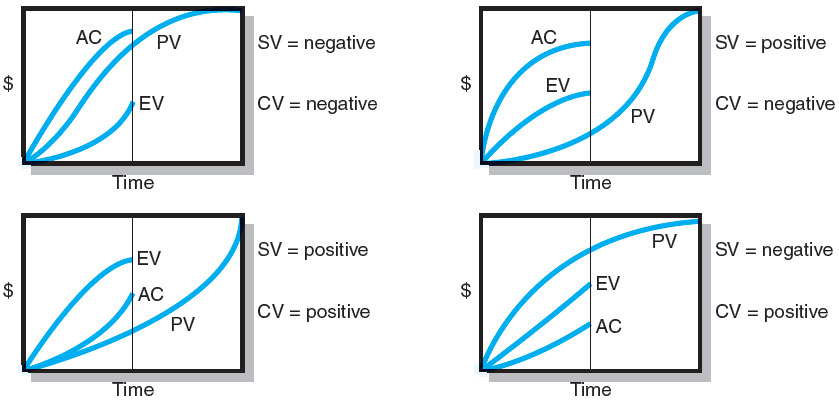 AC
PV
SV = negative
$
EV
CV = negative
Time
AC
SV = positive
$
EV
CV = negative
PV
Time
EV
SV = positive
$
AC
CV = positive
PV
Time
PV
SV = negative
$
EV
CV = positive
AC
Time